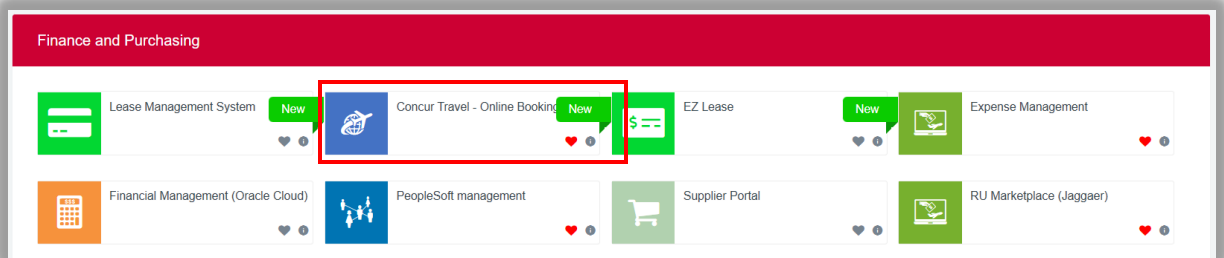 Finance and Purchasing
Lease Management System
New
Concur Travel - Online Booking
New
EZ Lease
New
Expense Management
Financial Management (Oracle Cloud)
PeopleSoft management
Supplier Portal
RU Marketplace (Jaggaer)